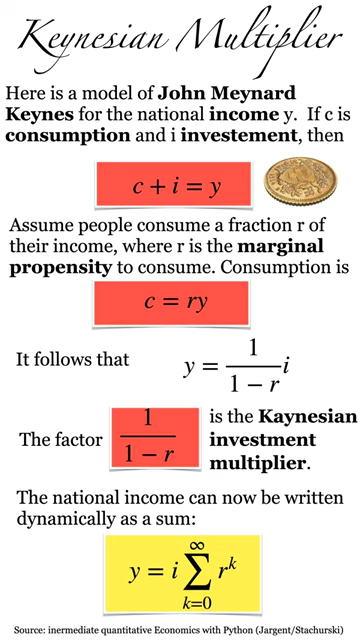 Keynesian Multiplier
Here is a model of John Meynard
Keynes for the national income y.  If c is
consumption and i investement, then
c + i = y
Assume people consume a fraction r of
their income, where r is the marginal
propensity to consume. Consumption is
c = ry
It follows that y = \frac{1}{1 − r} i
The factor \frac{1}{1 − r} is the Kaynesian
investment
multiplier.
The national income can now be written
dynamically as a sum:
y = i \sum_{k=0}^{∞} r^k
Source: inermediate quantitative Economics with Python (Jargent/Stachurski)